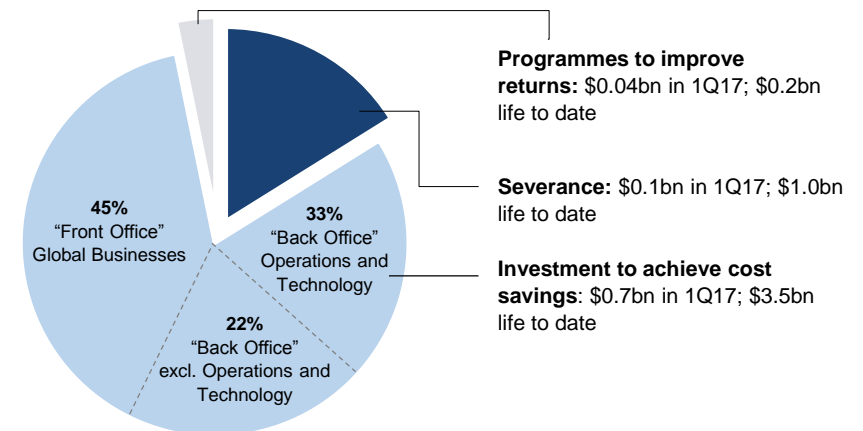 Programmes to improve
returns: $0.04bn in 1Q17; $0.2bn
life to date
Severance: $0.1bn in 1Q17; $1.0bn
life to date
Investment to achieve cost
savings: $0.7bn in 1Q17; $3.5bn
life to date
45%
“Front Office”
Global Businesses
33%
“Back Office”
Operations and
Technology
22%
“Back Office”
excl. Operations and
Technology